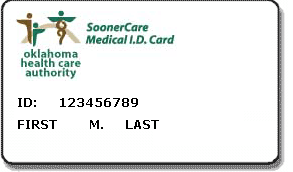 SoonerCare
Medical I.D. Card
oklahoma
health care
authority
ID: 123456789
FIRST M. LAST